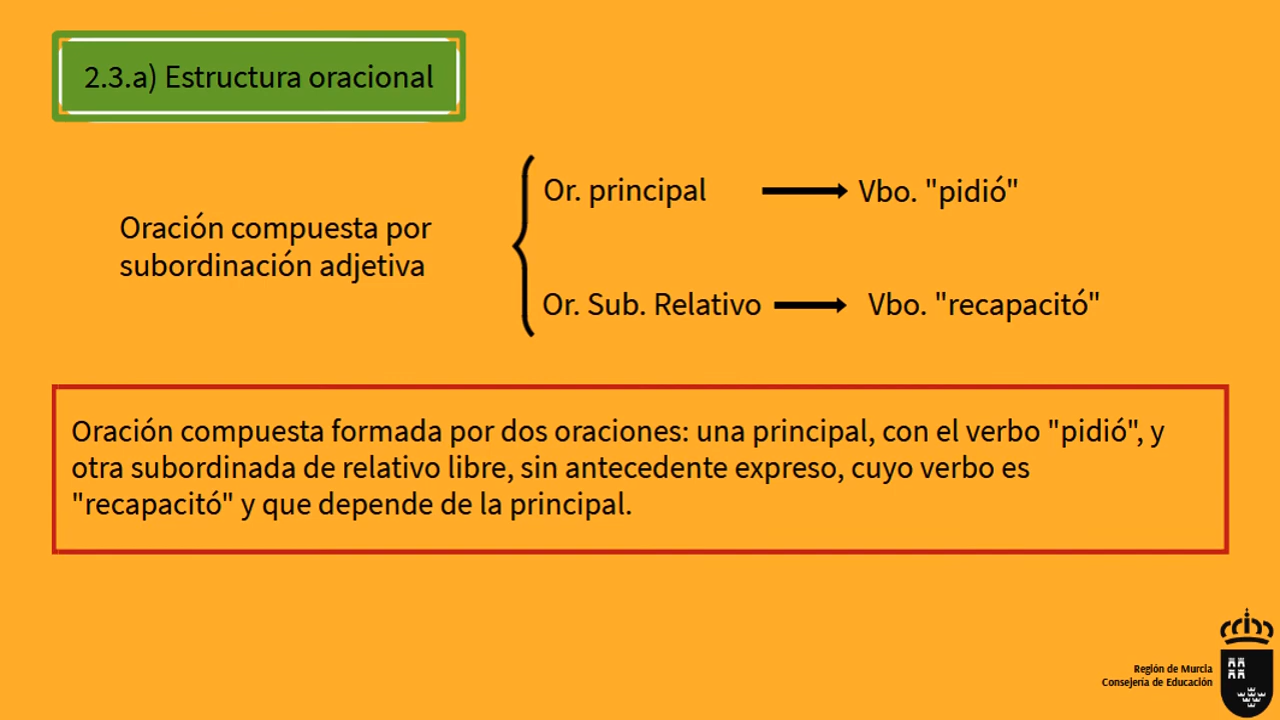 2.3.a) Estructura oracional
Or. principal
Vbo. "pidió"
Oración compuesta por
subordinación adjetiva
Or. Sub. Relativo
Vbo. "recapacitó"
Oración compuesta formada por dos oraciones: una principal, con el verbo "pidió", y
otra subordinada de relativo libre, sin antecedente expreso, cuyo verbo es
"recapacitó" y que depende de la principal.
Región de Murcia
Consejería de Educación